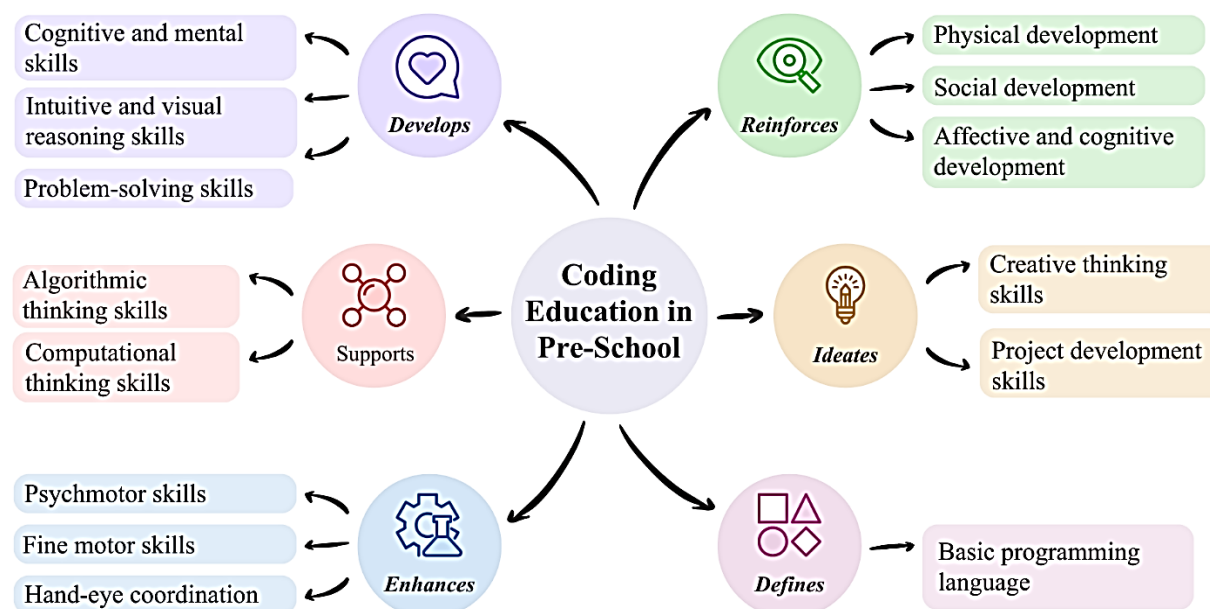 Cognitive and mental
skills
Intuitive and visual
reasoning skills
Problem-solving skills
Develops
Reinforces
Physical development
Social development
Affective and cognitive
development
Algorithmic
thinking skills
Computational
thinking skills
Supports
Coding
Education in
Pre-School
Ideates
Creative thinking
skills
Project development
skills
Psychmotor skills
Fine motor skills
Hand-eye coordination
Enhances
Defines
Basic programming
language